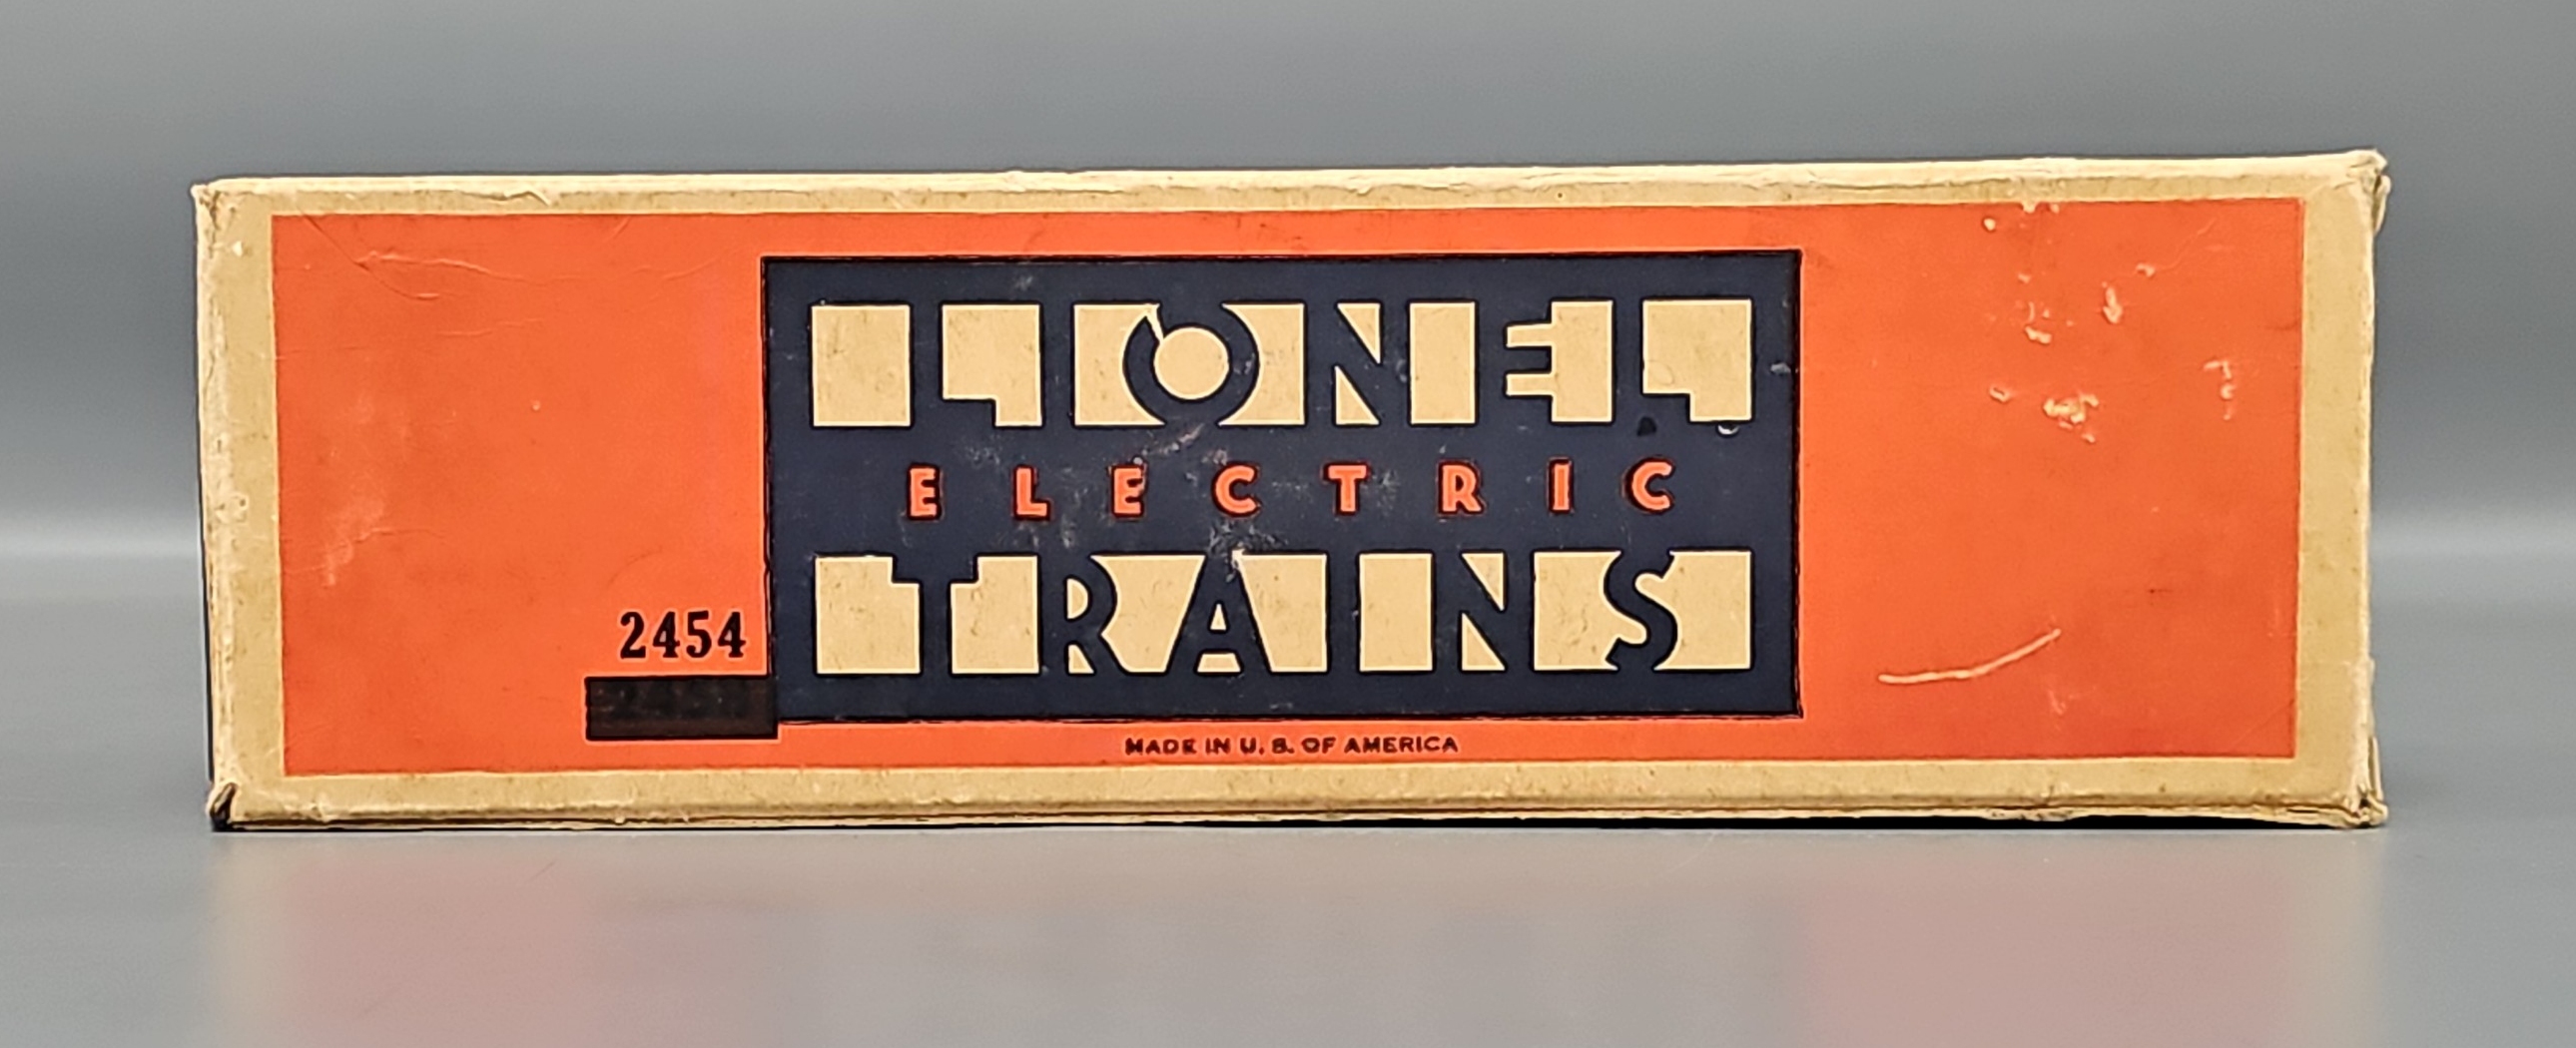 LIONEL
ELECTRIC
TRAINS
2454
MADE IN U. S. OF AMERICA